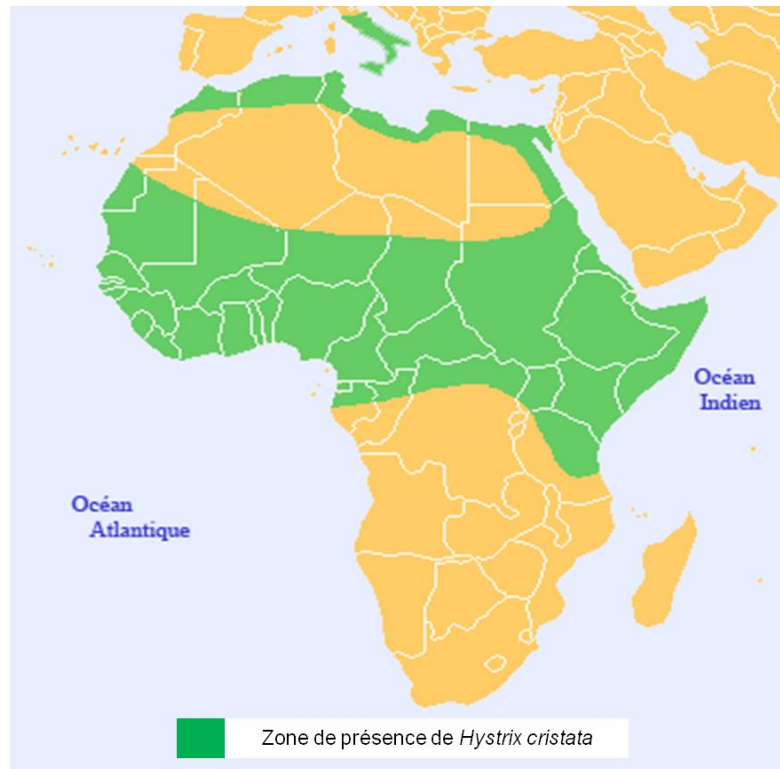 Océan
Indien
Océan
Atlantique
Zone de présence de Hystrix cristata